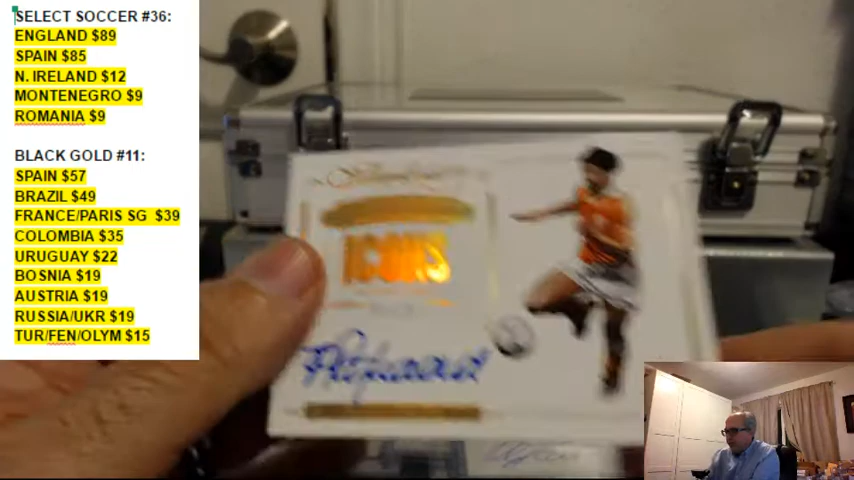 SELECT SOCCER #36:
ENGLAND $89
SPAIN $85
N. IRELAND $12
MONTENEGRO $9
ROMANIA $9
BLACK GOLD #11:
SPAIN $57
BRAZIL $49
FRANCE/PARIS SG $39
COLOMBIA $35
URUGUAY $22
BOSNIA $19
AUSTRIA $19
RUSSIA/UKR $19
TUR/FEN/OLYM $15
ICONS